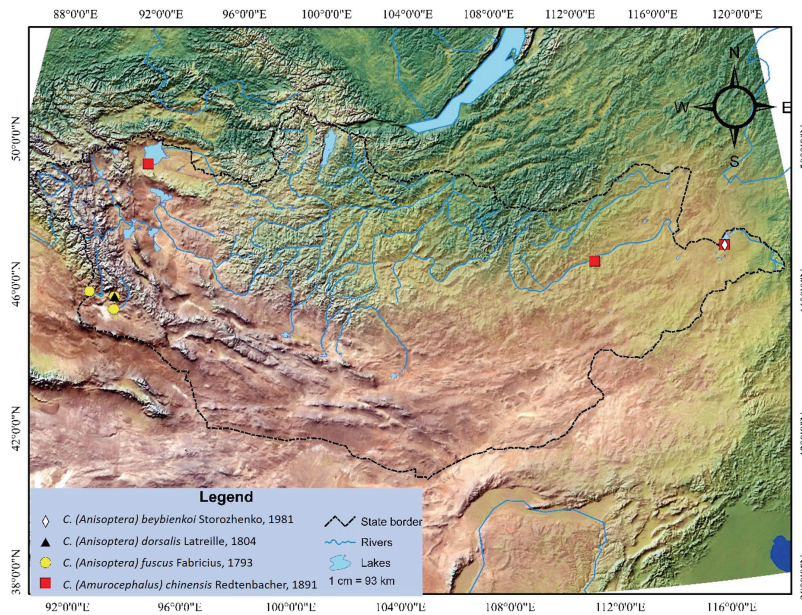 88°0'0"E 92°0'0"E 96°0'0"E 100°0'0"E 104°0'0"E 108°0'0"E 112°0'0"E 116°0'0"E 120°0'0"E
N
W E
S
50°0'0"N
46°0'0"N
42°0'0"N
38°0'0"N
Legend
C. (Anisoptera) beybienkoi Storozhenko, 1981
C. (Anisoptera) dorsalis Latreille, 1804
C. (Anisoptera) fuscus Fabricius, 1793
C. (Amurocephalus) chinensis Redtenbacher, 1891
State border
Rivers
Lakes
1 cm = 93 km
92°0'0"E 96°0'0"E 100°0'0"E 104°0'0"E 108°0'0"E 112°0'0"E 116°0'0"E